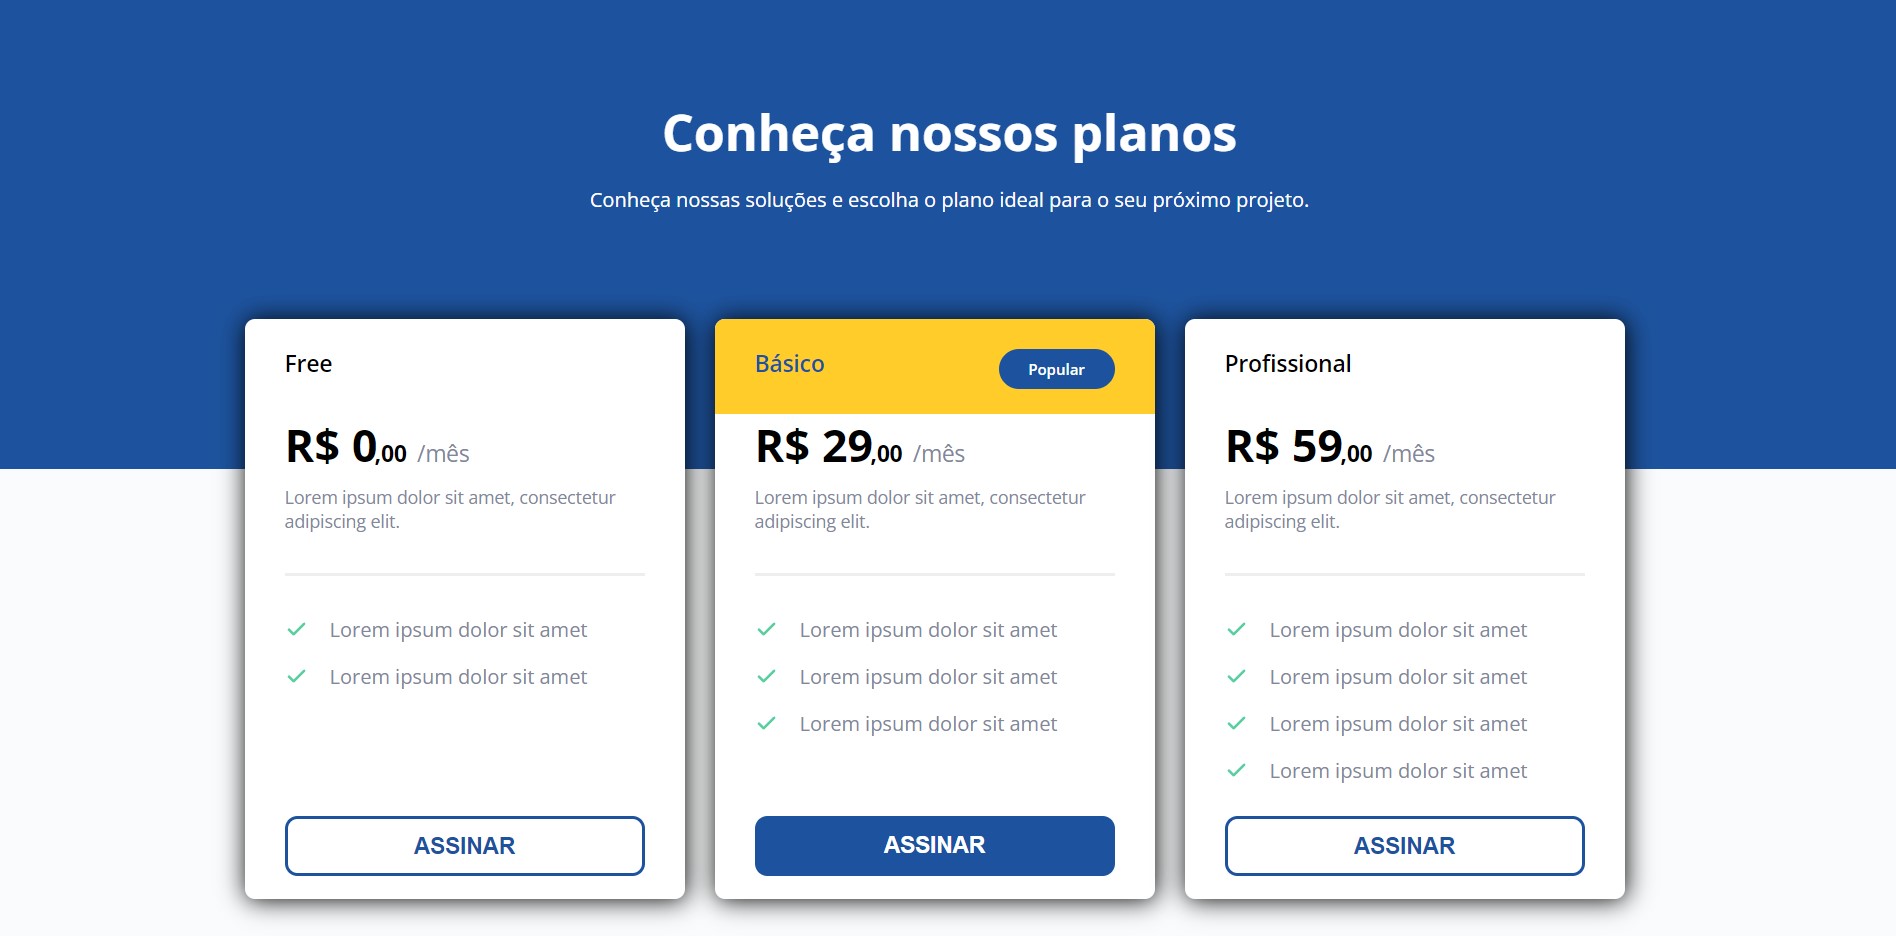 Conheça nossos planos
Conheça nossas soluções e escolha o plano ideal para o seu próximo projeto.
Free
R$ 0,00 /mês
Lorem ipsum dolor sit amet, consectetur
adipiscing elit.
Lorem ipsum dolor sit amet
Lorem ipsum dolor sit amet
ASSINAR
Básico
Popular
R$ 29,00 /mês
Lorem ipsum dolor sit amet, consectetur
adipiscing elit.
Lorem ipsum dolor sit amet
Lorem ipsum dolor sit amet
Lorem ipsum dolor sit amet
ASSINAR
Profissional
R$ 59,00 /mês
Lorem ipsum dolor sit amet, consectetur
adipiscing elit.
Lorem ipsum dolor sit amet
Lorem ipsum dolor sit amet
Lorem ipsum dolor sit amet
Lorem ipsum dolor sit amet
ASSINAR